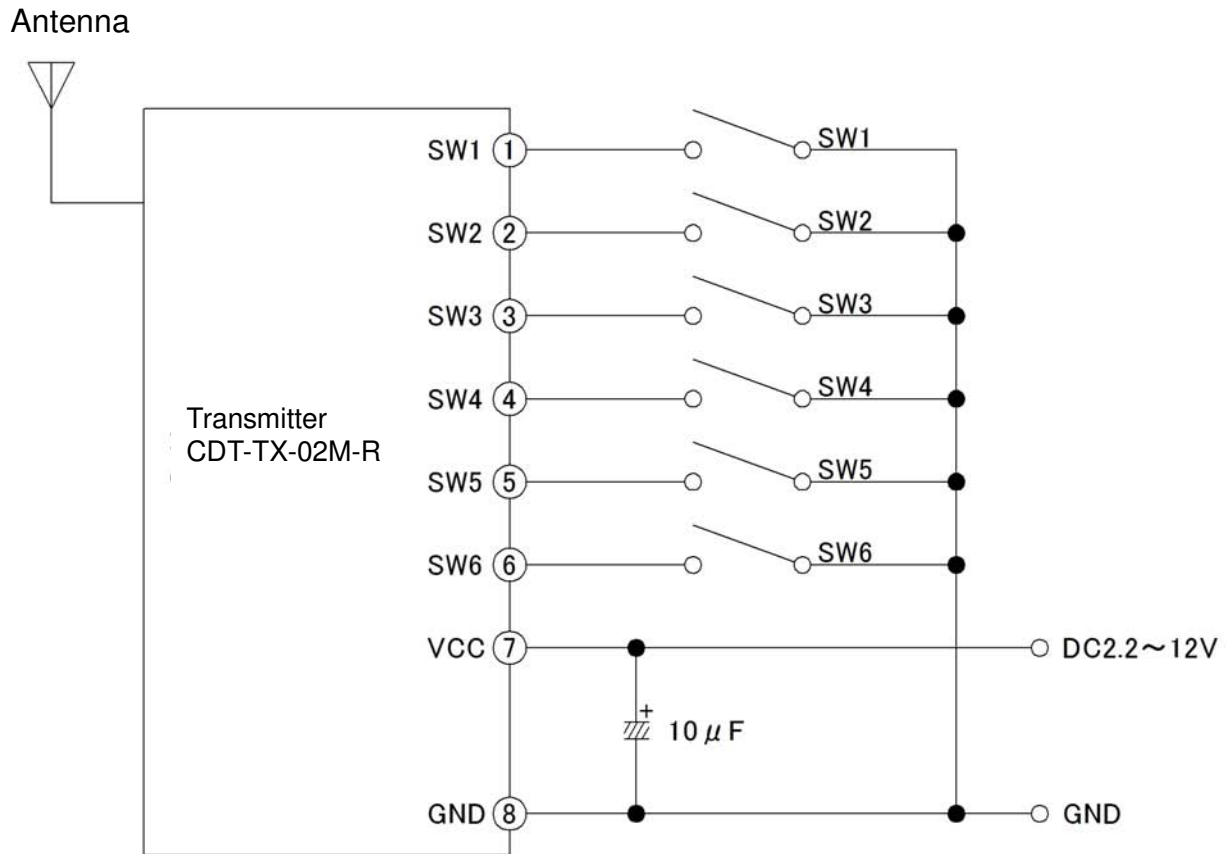 Antenna
SW1 1 SW1
SW2 2 SW2
SW3 3 SW3
SW4 4 SW4
Transmitter
CDT-TX-02M-R
SW5 5 SW5
SW6 6 SW6
VCC 7 DC2.2～12V
+
10μF
GND 8 GND